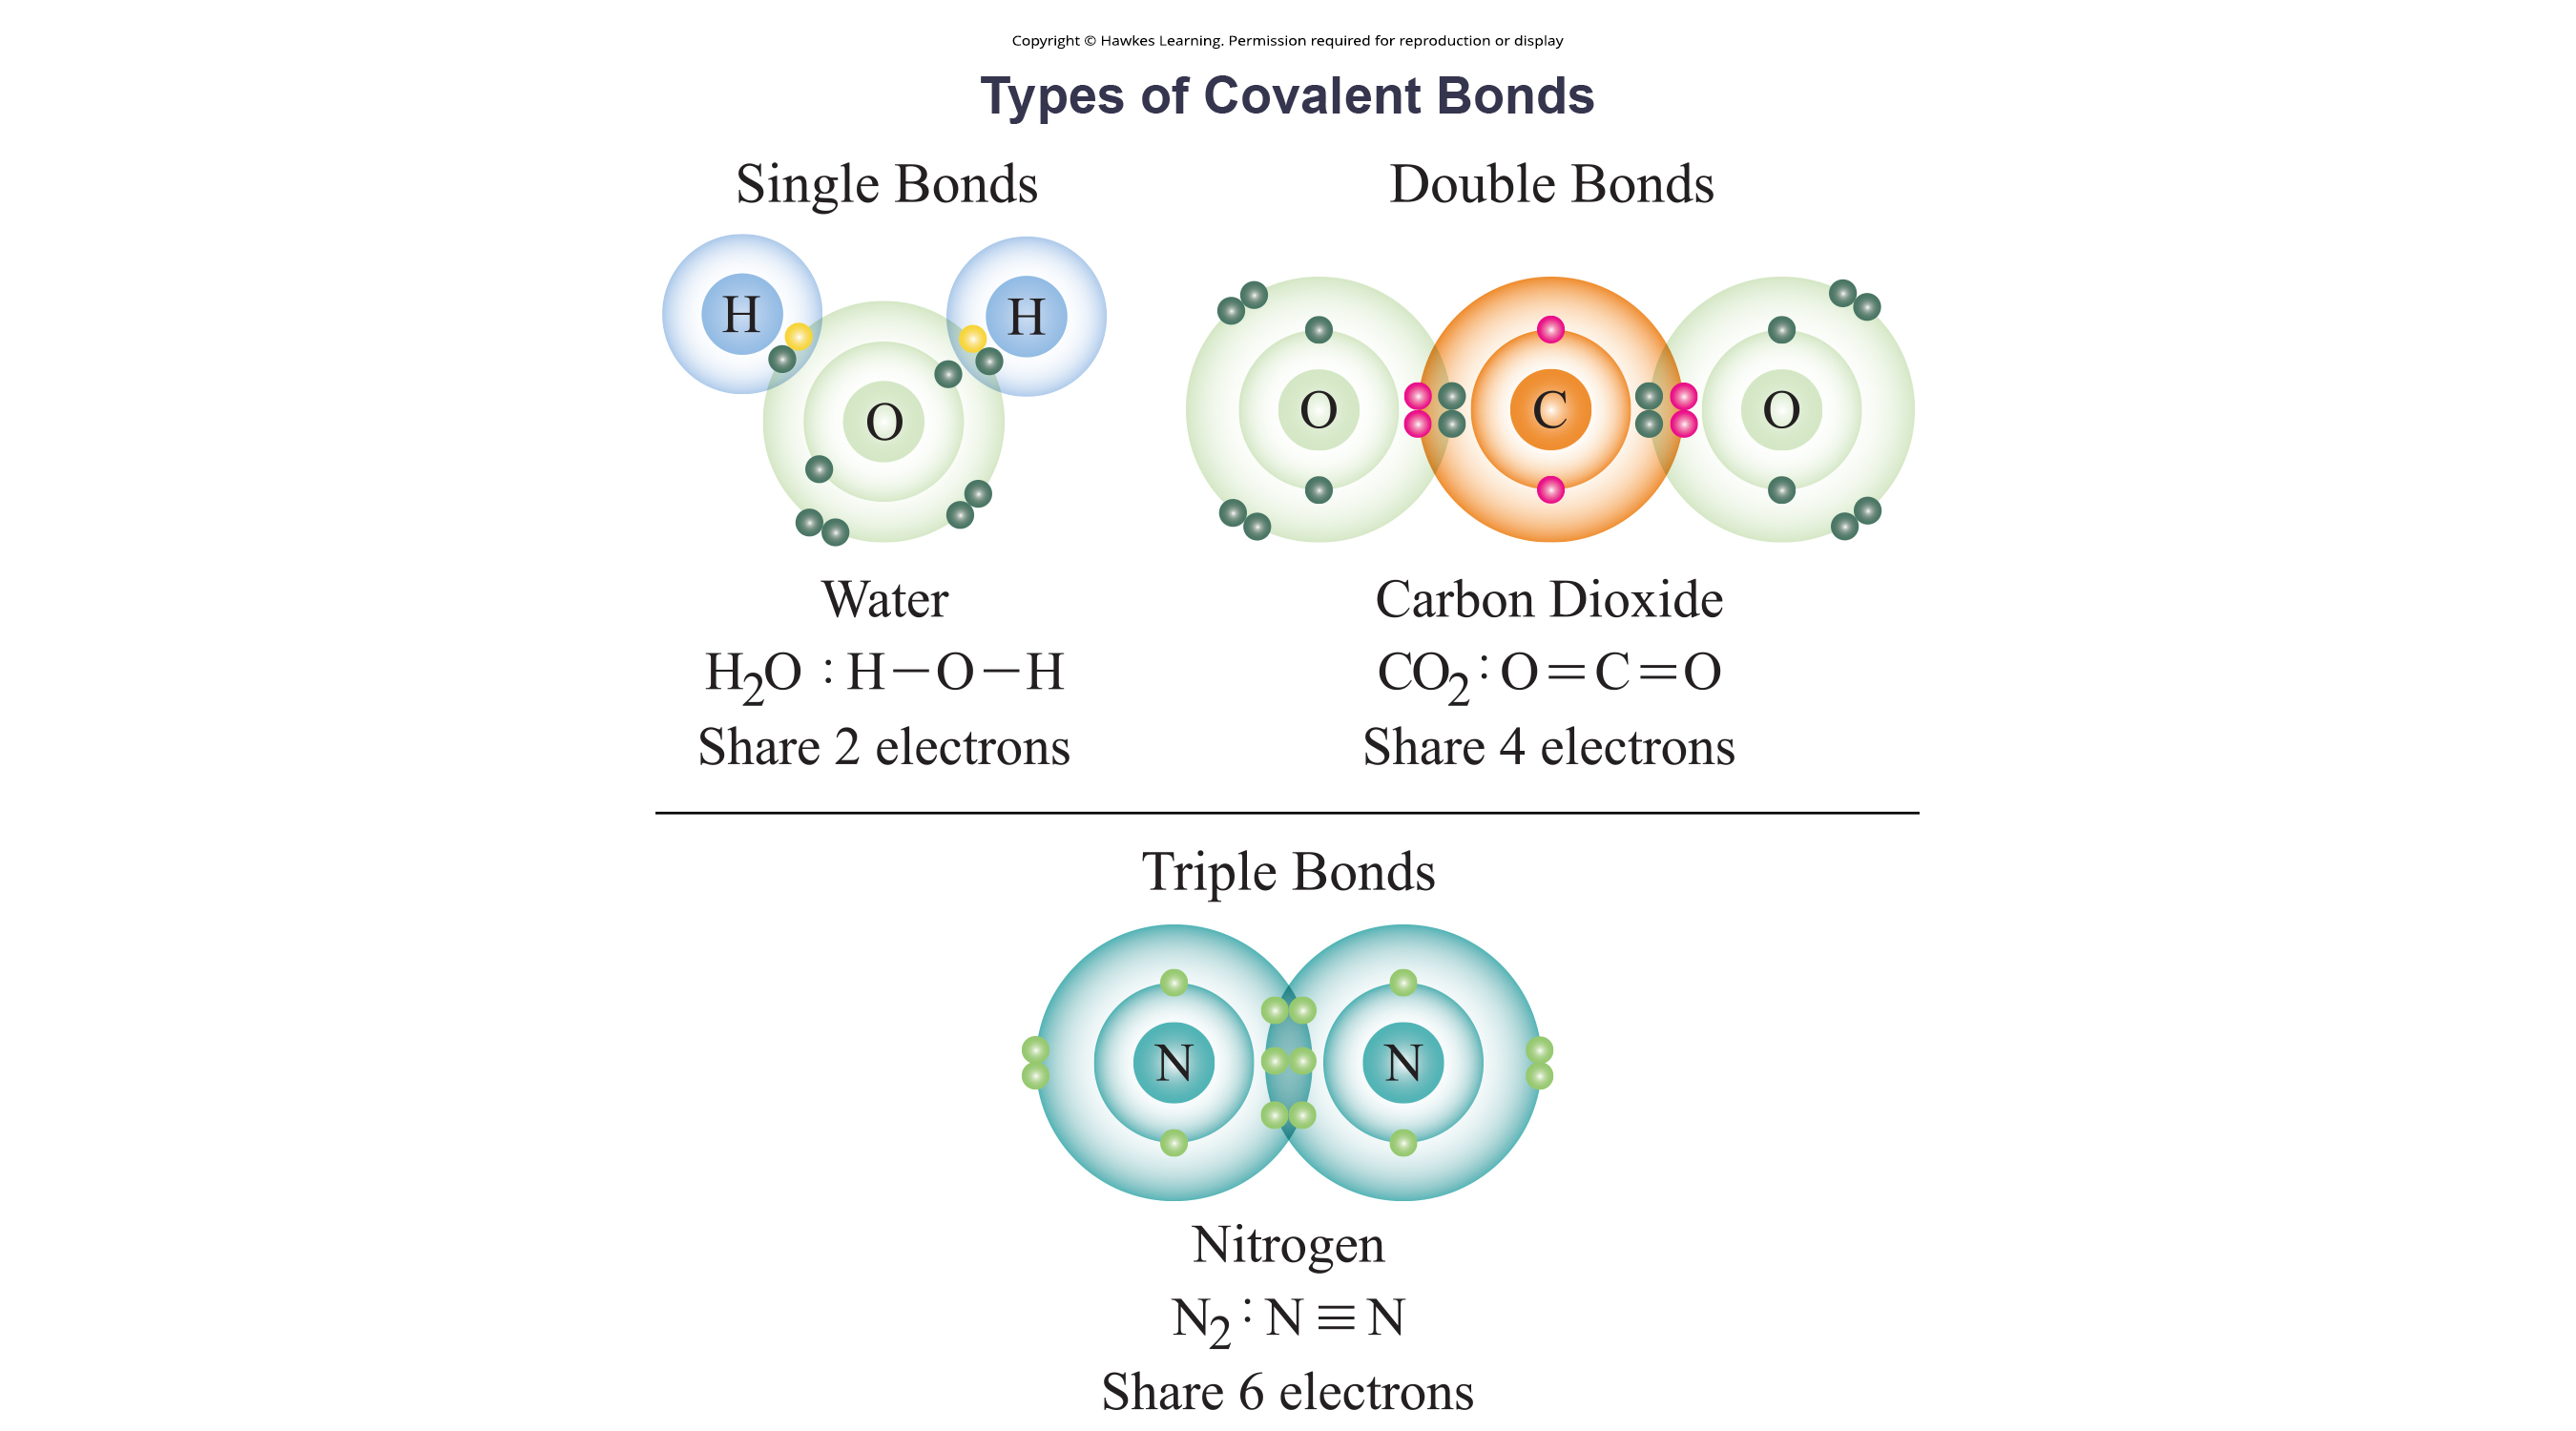 Copyright © Hawkes Learning. Permission required for reproduction or display
Types of Covalent Bonds
Single Bonds
H
H
O
Water
H₂O : H—O—H
Share 2 electrons
Double Bonds
O
C
O
Carbon Dioxide
CO₂ : O=C=O
Share 4 electrons
Triple Bonds
N
N
Nitrogen
N₂ : N≡N
Share 6 electrons